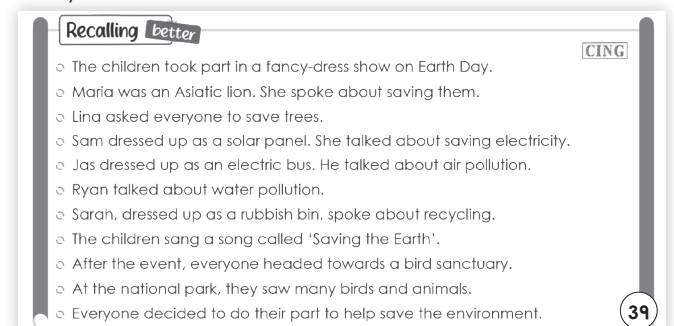 Recalling better
CING
The children took part in a fancy-dress show on Earth Day.
Maria was an Asiatic lion. She spoke about saving them.
Lina asked everyone to save trees.
Sam dressed up as a solar panel. She talked about saving electricity.
Jas dressed up as an electric bus. He talked about air pollution.
Ryan talked about water pollution.
Sarah, dressed up as a rubbish bin, spoke about recycling.
The children sang a song called ‘Saving the Earth’.
After the event, everyone headed towards a bird sanctuary.
At the national park, they saw many birds and animals.
Everyone decided to do their part to help save the environment.
39